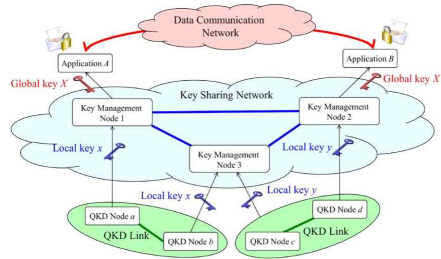 Data Communication
Network
Application A
Application B
Global key X
Global key X
Key Sharing Network
Key Management
Node 1
Key Management
Node 2
Key Management
Node 3
Local key x
Local key y
Local key x
Local key y
QKD Node a
QKD Link
QKD Node b
QKD Node d
QKD Link
QKD Node c